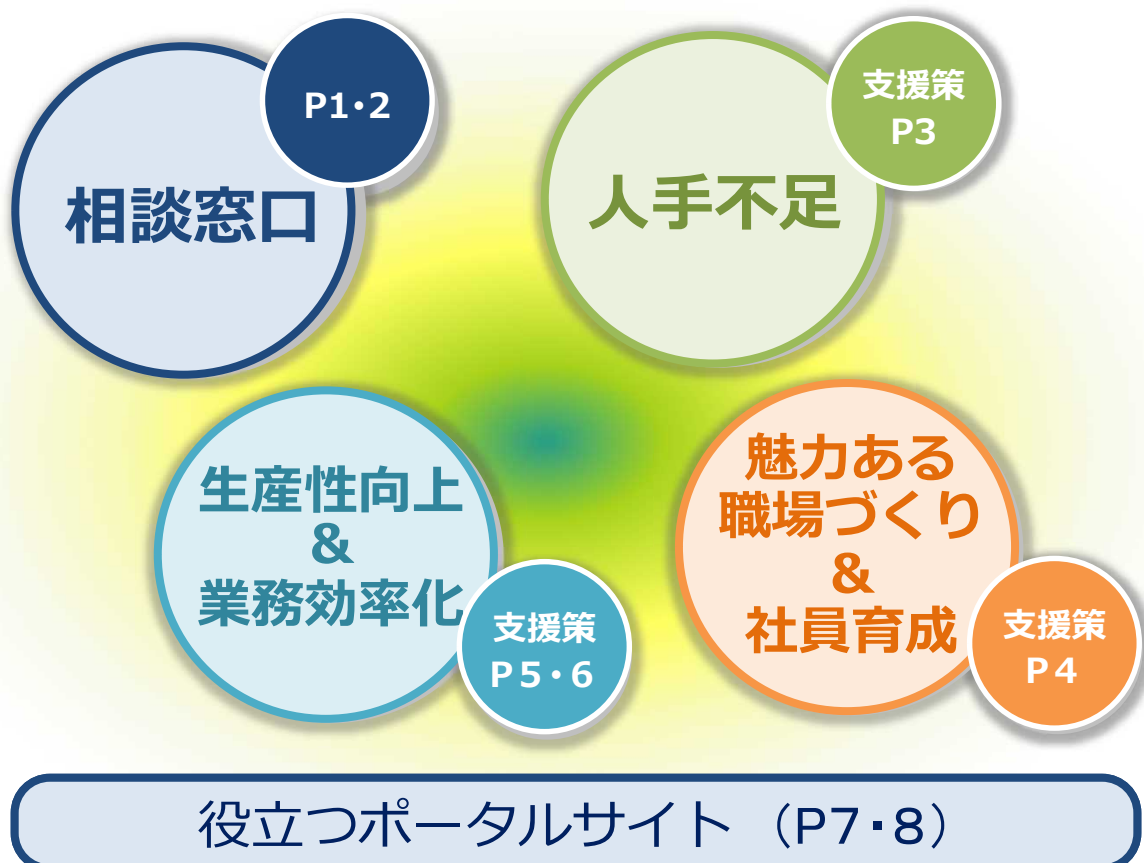 P1・2
相談窓口
支援策
P3
人手不足
生産性向上
&
業務効率化
支援策
P5・6
魅力ある
職場づくり
&
社員育成
支援策
P4
役立つポータルサイト（P7・8）